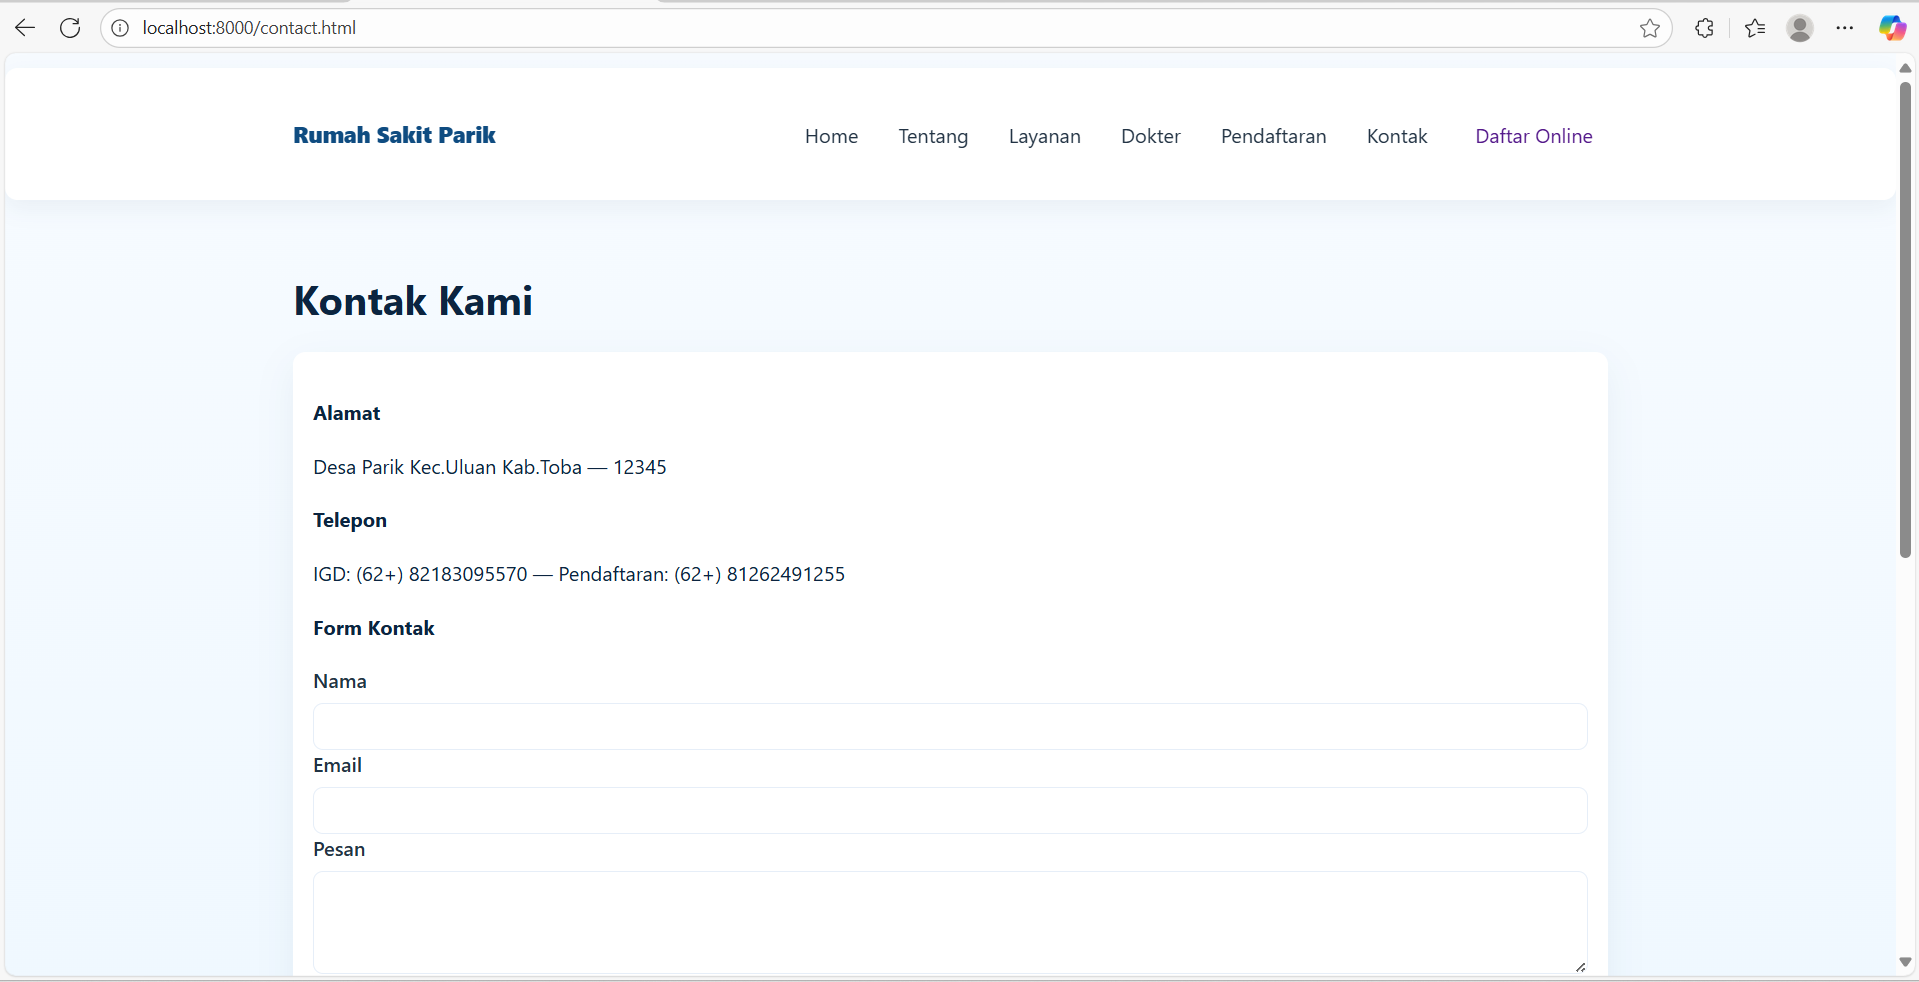 localhost:8000/contact.html
Rumah Sakit Parik
Home Tentang Layanan Dokter Pendaftaran Kontak Daftar Online
Kontak Kami
Alamat
Desa Parik Kec.Uluan Kab.Toba — 12345
Telepon
IGD: (62+) 82183095570 — Pendaftaran: (62+) 81262491255
Form Kontak
Nama
Email
Pesan